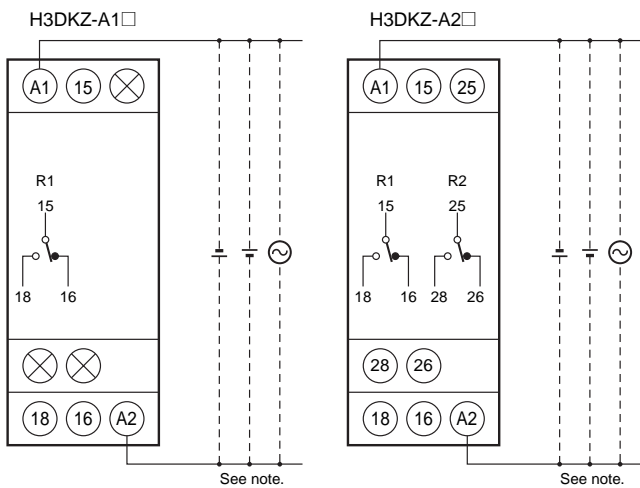 H3DKZ-A1□
A1 15
R1
15
18 16
18 16 A2
See note.
H3DKZ-A2□
A1 15 25
R1 R2
15 25
18 16 28 26
28 26
18 16 A2
See note.